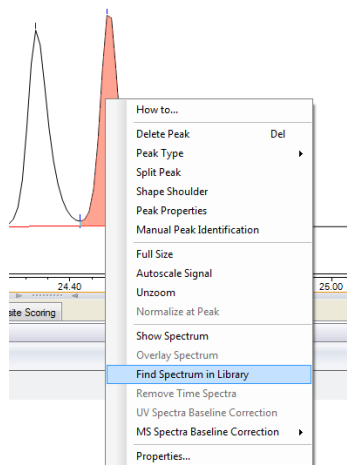 How to...
Delete Peak Del
Peak Type
Split Peak
Shape Shoulder
Peak Properties
Manual Peak Identification
Full Size
Autoscale Signal
24.40 Unzoom 25.00
Normalize at Peak
site Scoring
Show Spectrum
Overlay Spectrum
Find Spectrum in Library
Remove Time Spectra
UV Spectra Baseline Correction
MS Spectra Baseline Correction
Properties...